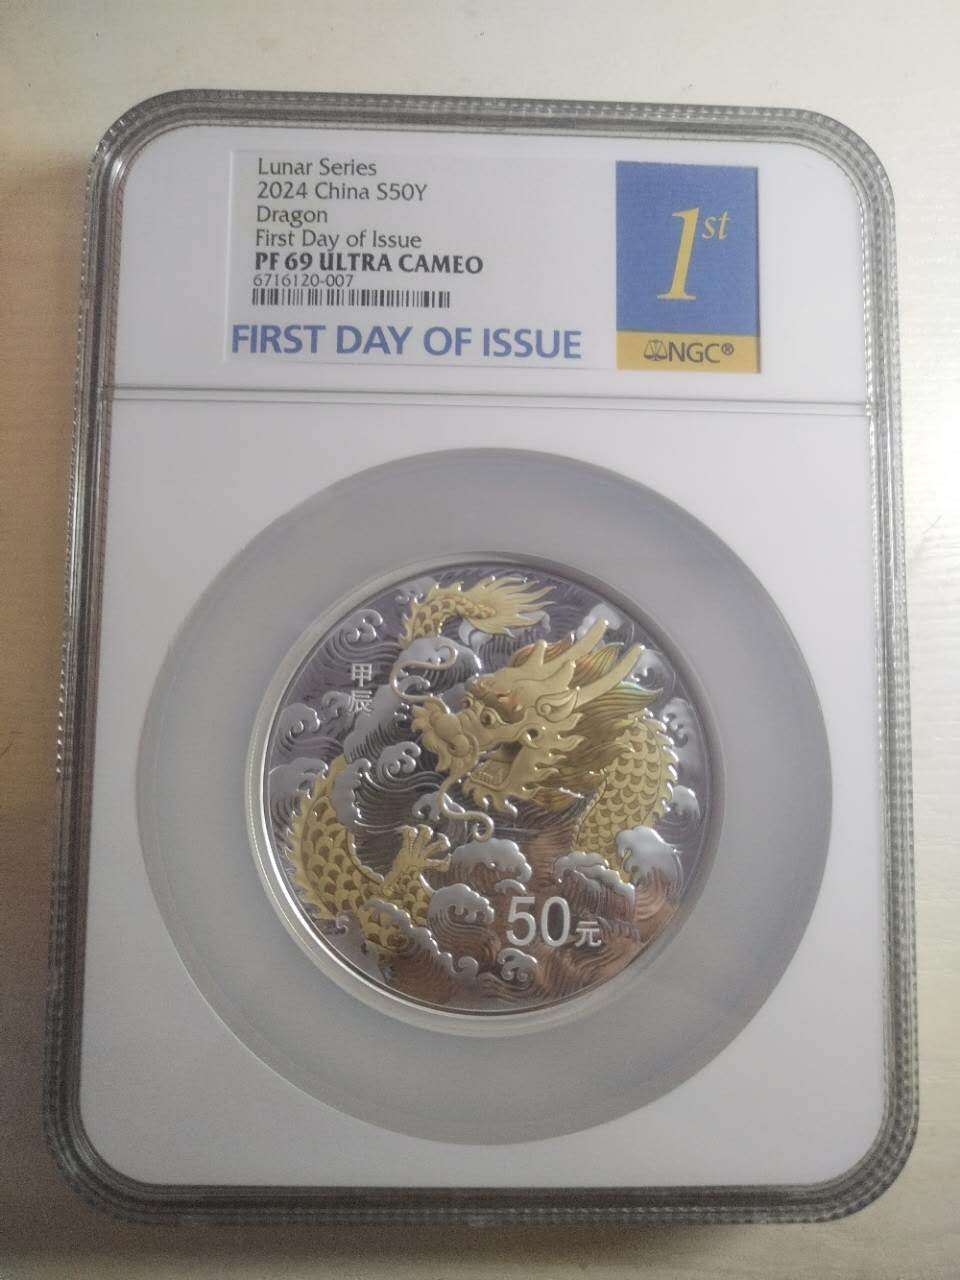 Lunar Series
2024 China S50Y
Dragon
First Day of Issue
PF 69 ULTRA CAMEO
6716120-007
FIRST DAY OF ISSUE
1st
NGC®
甲辰
50元